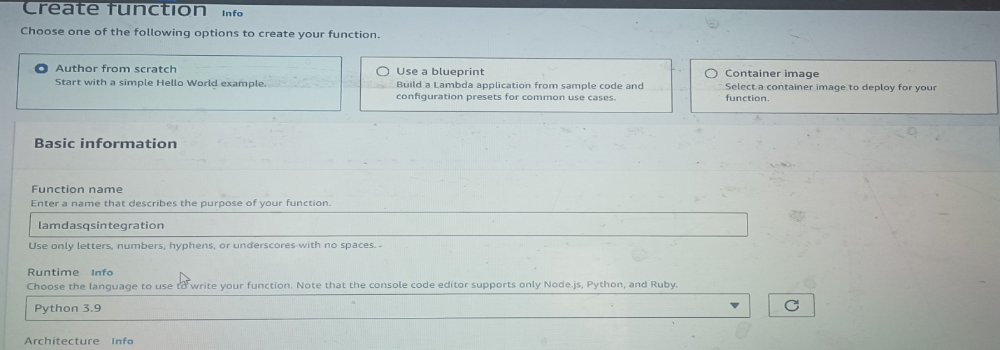 Create function Info
Choose one of the following options to create your function.
Author from scratch
Start with a simple Hello World example.
Use a blueprint
Build a Lambda application from sample code and
configuration presets for common use cases.
Container image
Select a container image to deploy for your
function.
Basic information
Function name
Enter a name that describes the purpose of your function.
lamdasqsintegration
Use only letters, numbers, hyphens, or underscores with no spaces.
Runtime Info
Choose the language to use to write your function. Note that the console code editor supports only Node.js, Python, and Ruby.
Python 3.9
Architecture Info